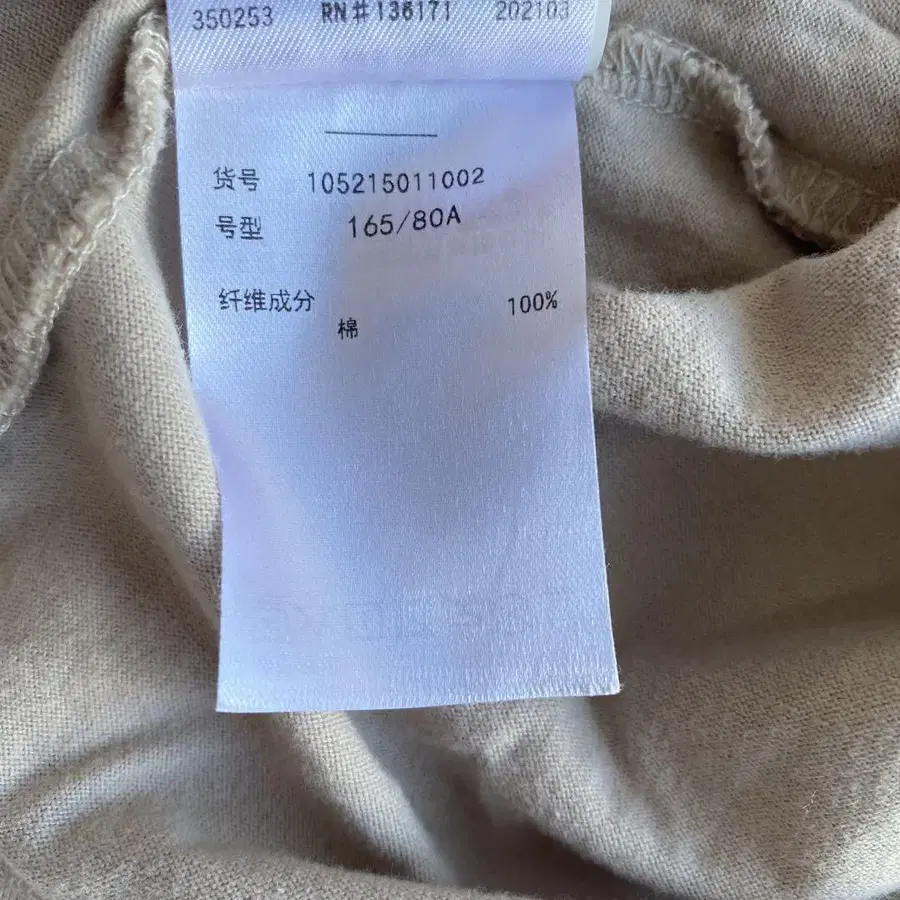 350253 RN#136171 202103
货号 105215011002
号型 165/80A
纤维成分 100%
棉